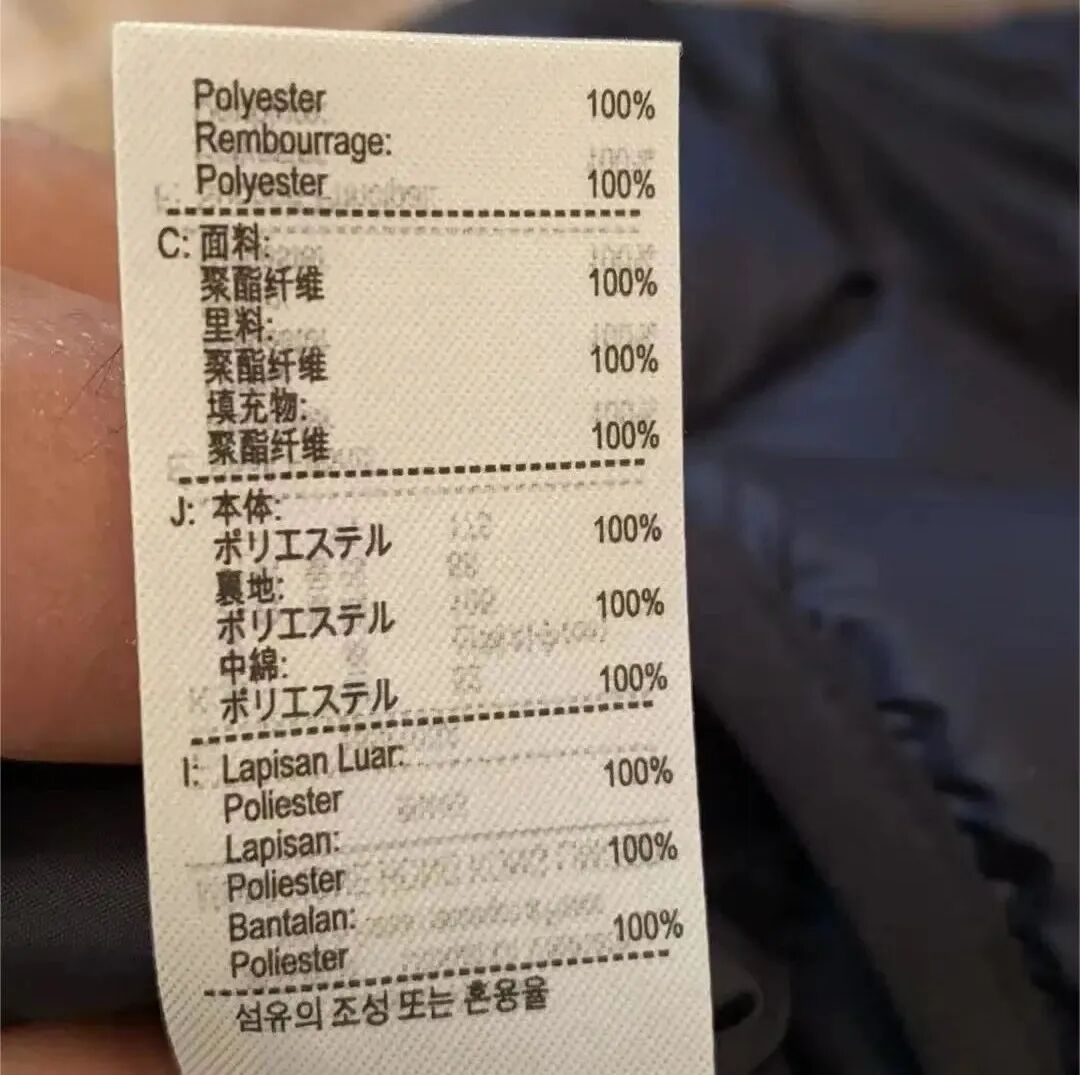 Polyester 100%
Rembourrage:
Polyester 100%
C: 面料:
聚酯纤维 100%
里料:
聚酯纤维 100%
填充物:
聚酯纤维 100%
J: 本体:
ポリエステル 100%
裏地:
ポリエステル 100%
中綿:
ポリエステル 100%
I: Lapisan Luar:
Poliester 100%
Lapisan:
Poliester 100%
Bantalan:
Poliester 100%
섬유의 조성 또는 혼용율